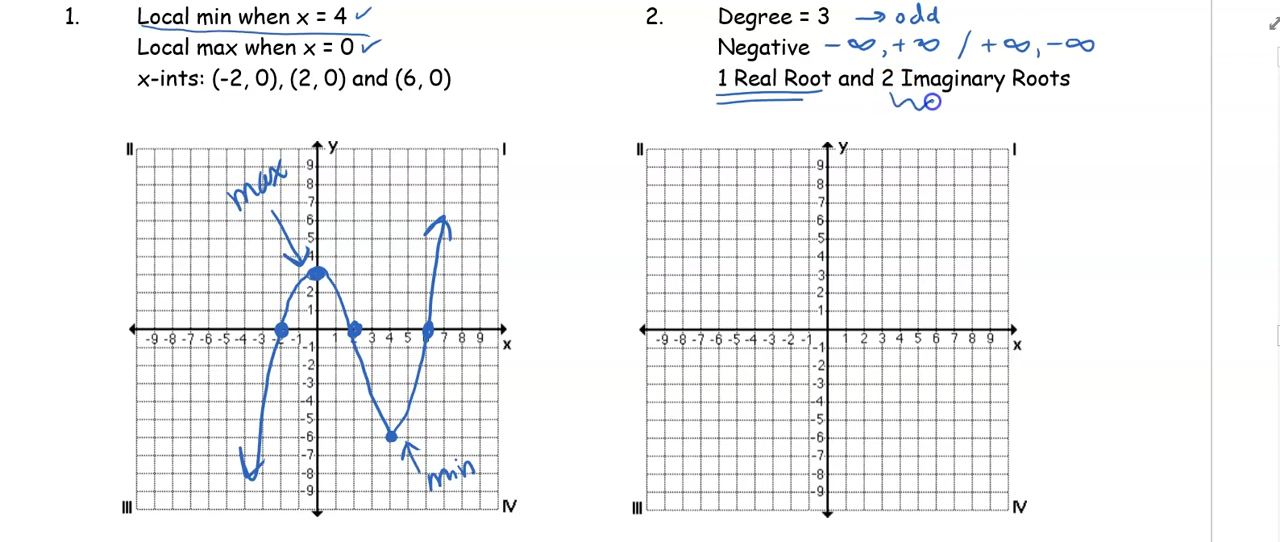 1. Local min when x = 4 ✓
Local max when x = 0 ✓
x-ints: (-2, 0), (2, 0) and (6, 0)
2. Degree = 3 → odd
Negative -∞, +∞ / +∞, -∞
1 Real Root and 2 Imaginary Roots
no
II y I
max
9
8
7
6
5
4
2
1
-9 -8 -7 -6 -5 -4 -3 -2 -1 1 3 4 5 7 8 9 x
-1
-2
-3
-4
-5
-6
-7
-8
-9
min
III IV
II y I
9
8
7
6
5
4
3
2
1
-9 -8 -7 -6 -5 -4 -3 -2 -1 1 2 3 4 5 6 7 8 9 x
-1
-2
-3
-4
-5
-6
-7
-8
-9
III IV